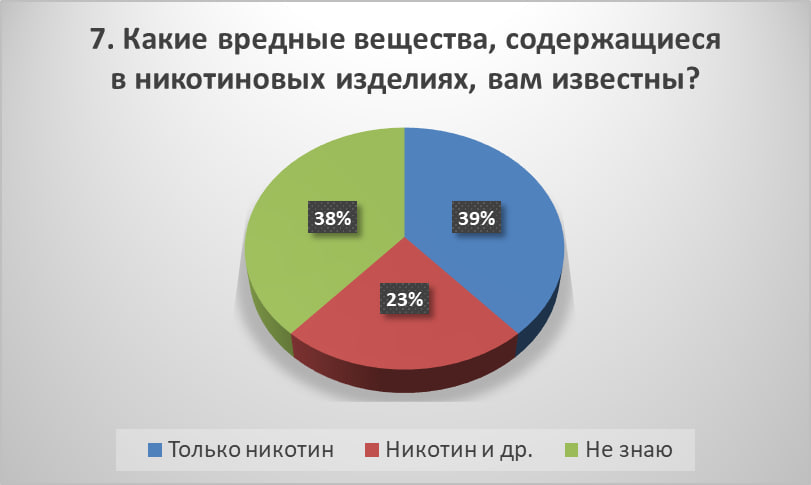 7. Какие вредные вещества, содержащиеся
в никотиновых изделиях, вам известны?
38%
39%
23%
Только никотин
Никотин и др.
Не знаю